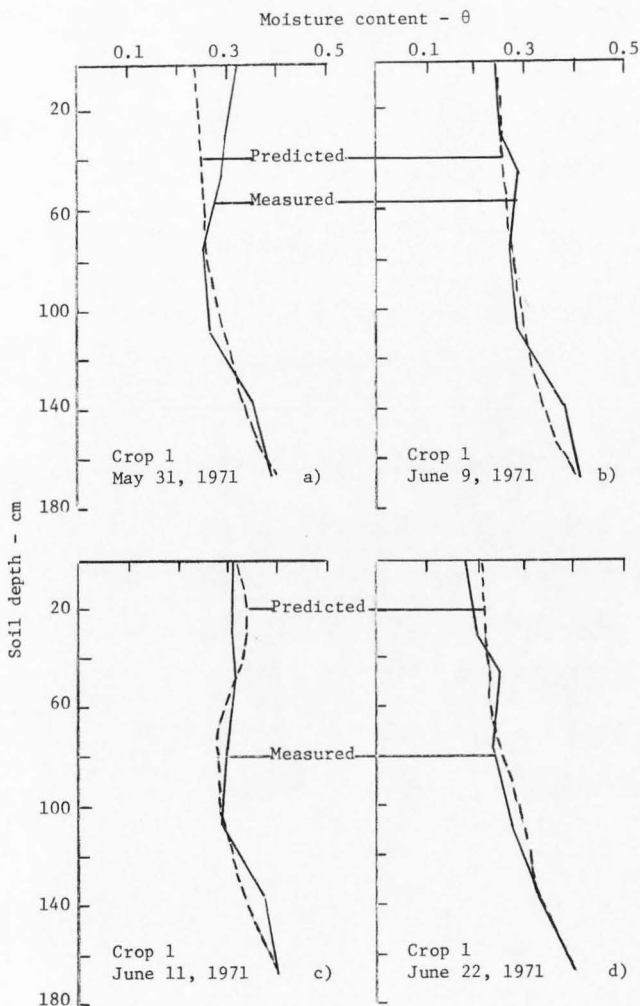 Moisture content - θ
0.1 0.3 0.5 0.1 0.3 0.5
20
Predicted
60
Measured
100
140
Crop 1
May 31, 1971 a)
Crop 1
June 9, 1971 b)
180
Soil depth - cm
20
Predicted
60
Measured
100
140
Crop 1
June 11, 1971 c)
Crop 1
June 22, 1971 d)
180